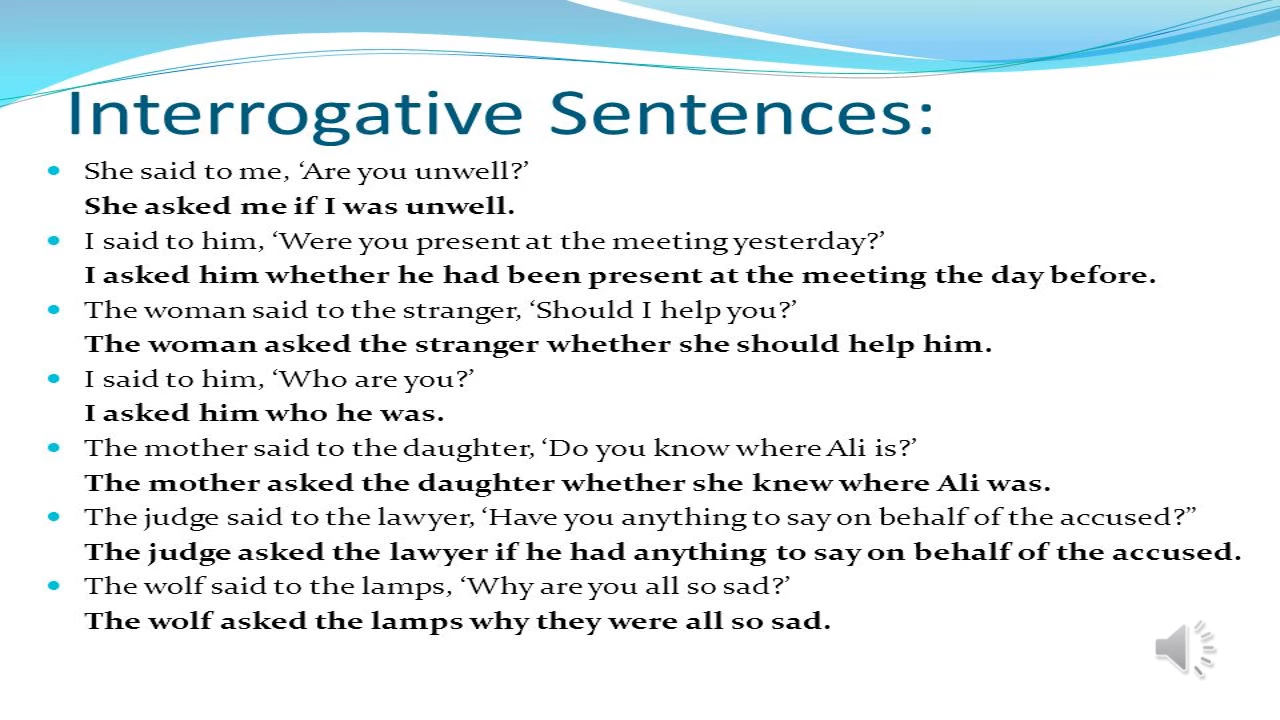 Interrogative Sentences:
• She said to me, ‘Are you unwell?’
She asked me if I was unwell.
• I said to him, ‘Were you present at the meeting yesterday?’
I asked him whether he had been present at the meeting the day before.
• The woman said to the stranger, ‘Should I help you?’
The woman asked the stranger whether she should help him.
• I said to him, ‘Who are you?’
I asked him who he was.
• The mother said to the daughter, ‘Do you know where Ali is?’
The mother asked the daughter whether she knew where Ali was.
• The judge said to the lawyer, ‘Have you anything to say on behalf of the accused?”
The judge asked the lawyer if he had anything to say on behalf of the accused.
• The wolf said to the lamps, ‘Why are you all so sad?’
The wolf asked the lamps why they were all so sad.